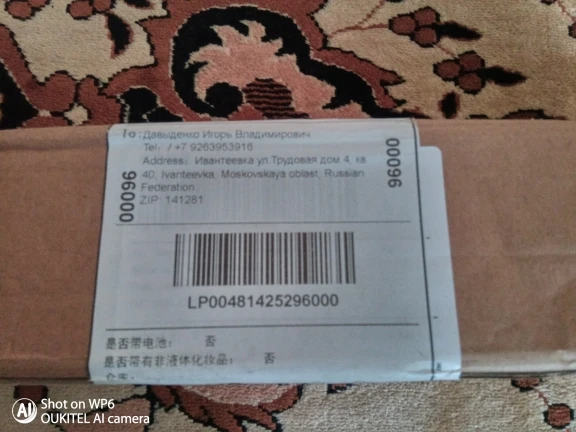 To:Давыденко Игорь Владимирович
Tel: / +7 9263953916
Address: Ивантеевка ул.Трудовая дом 4, кв
40, Ivanteevka, Moskovskaya oblast, Russian
Federation
ZIP: 141281
00096
96000
LP00481425296000
是否带电池： 否
是否带有非液体化妆品： 否
Shot on WP6
OUKITEL AI camera